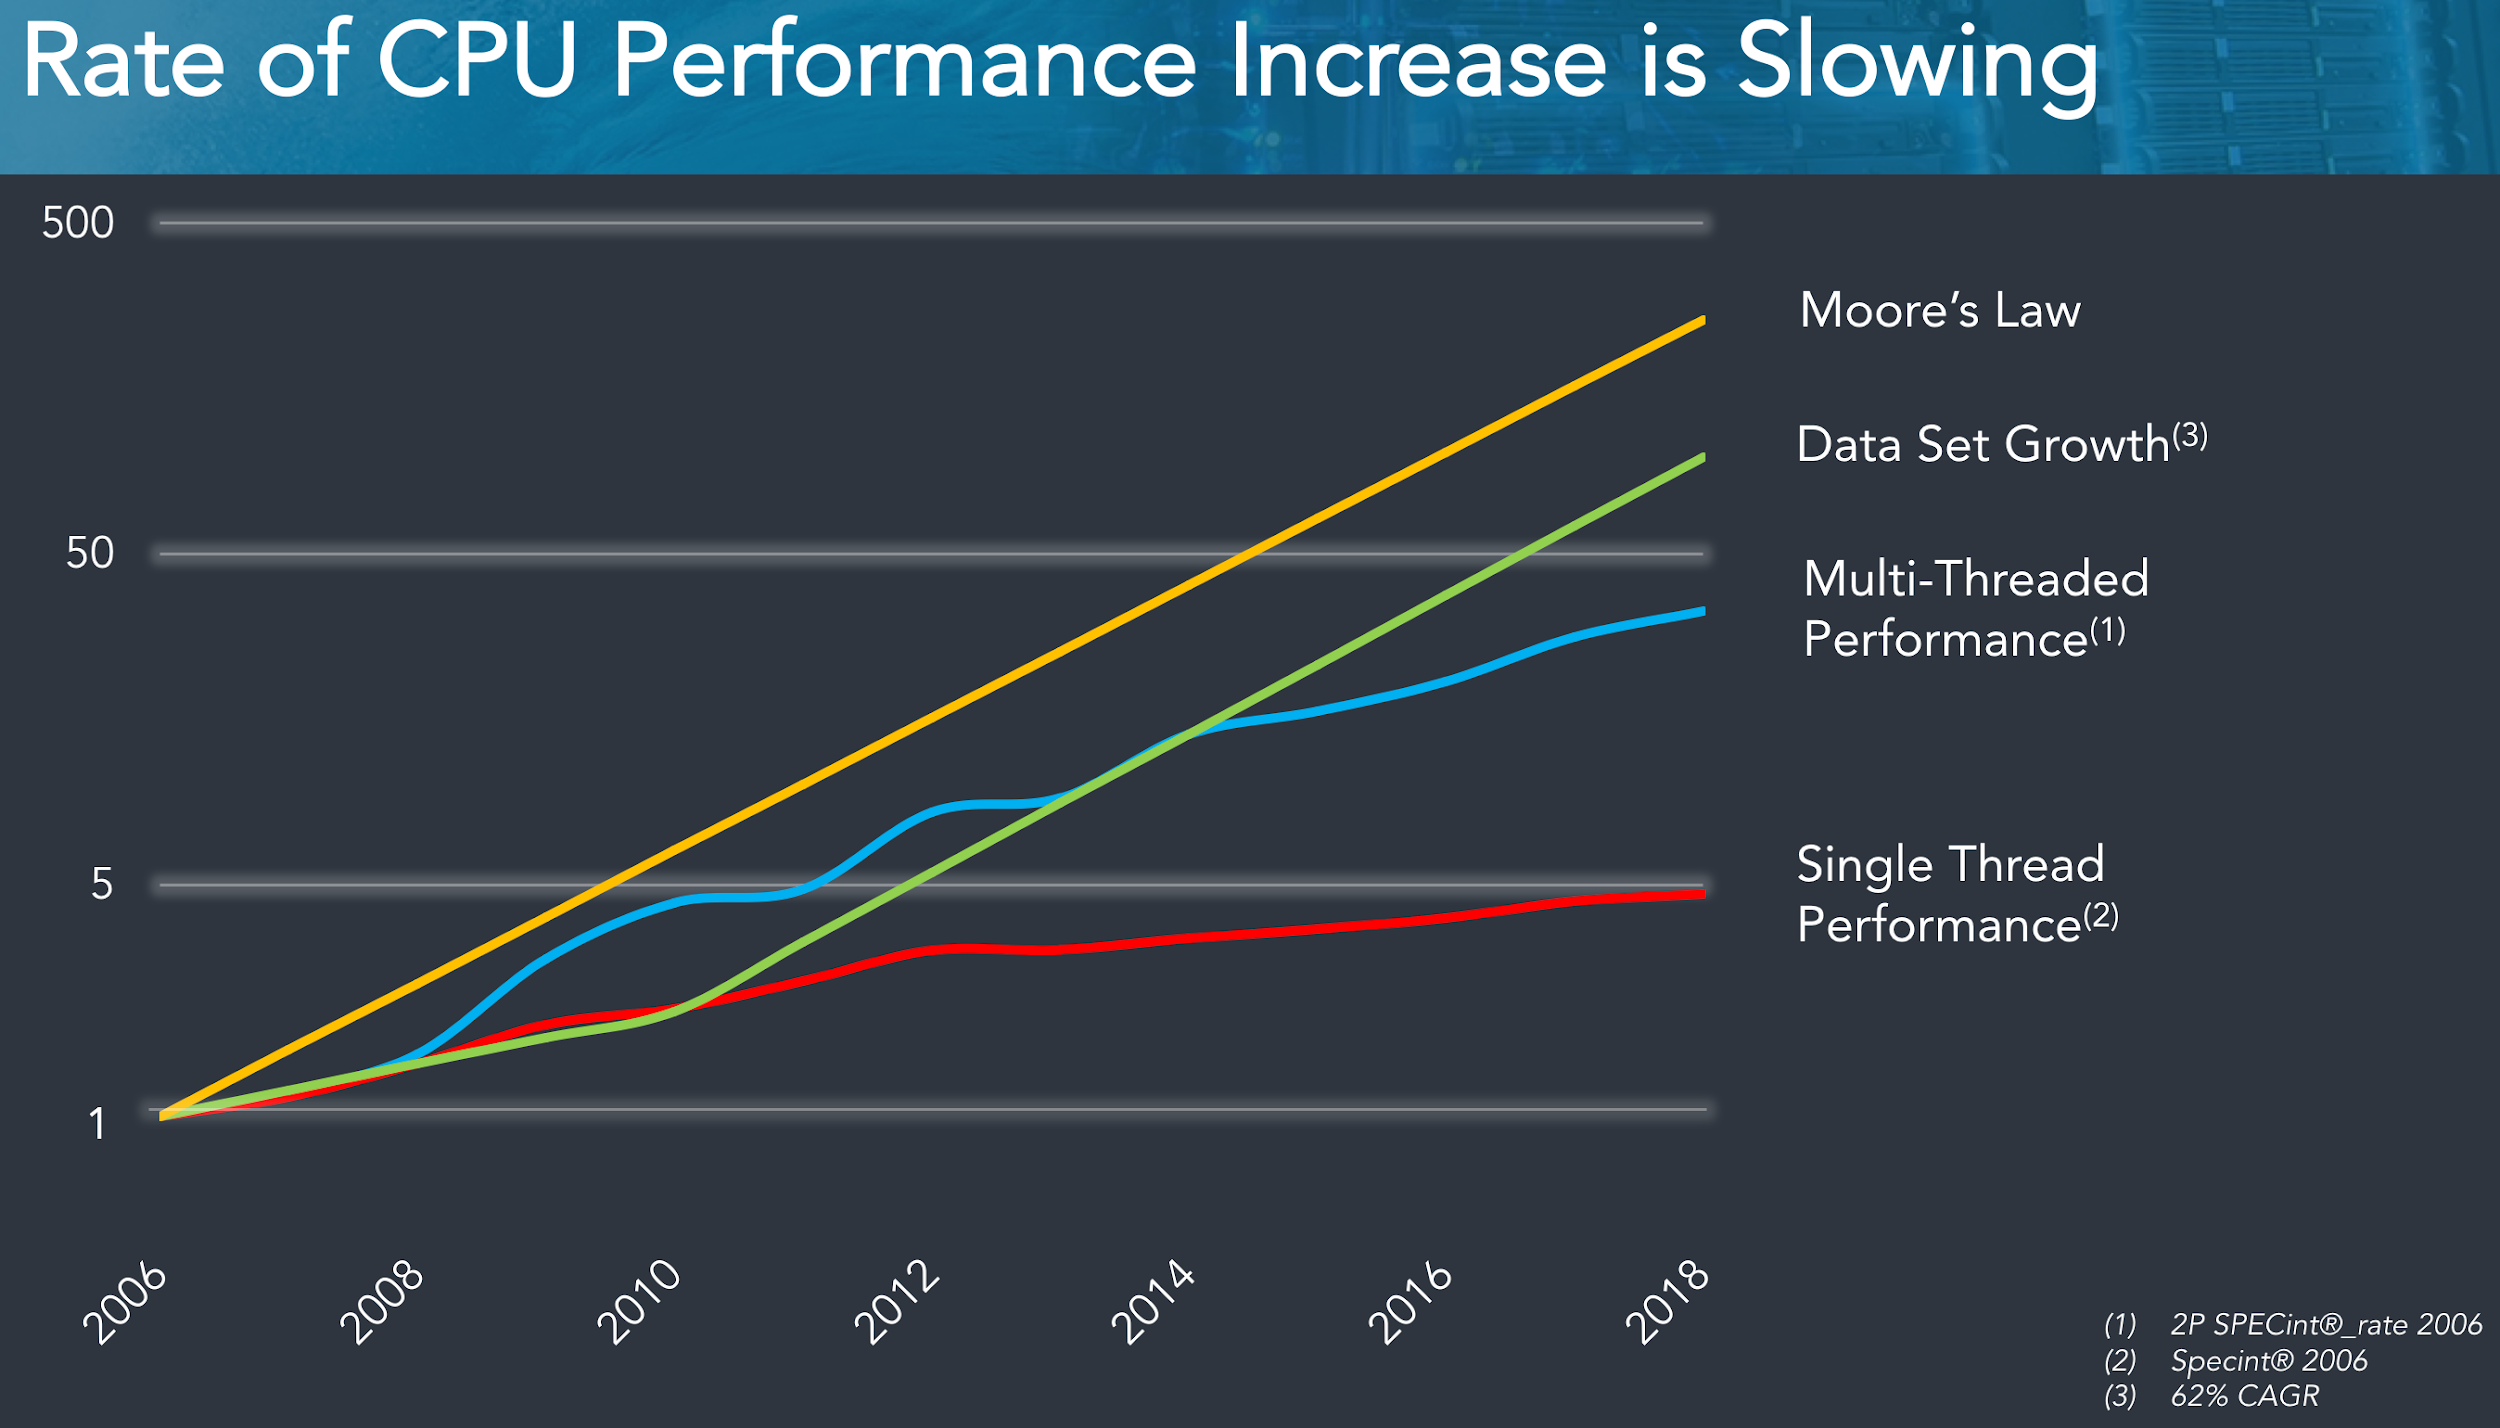 Rate of CPU Performance Increase is Slowing
500
Moore’s Law
Data Set Growth(3)
50
Multi-Threaded
Performance(1)
5
Single Thread
Performance(2)
1
2006
2008
2010
2012
2014
2016
2018
(1) 2P SPECint®_rate 2006
(2) Specint® 2006
(3) 62% CAGR